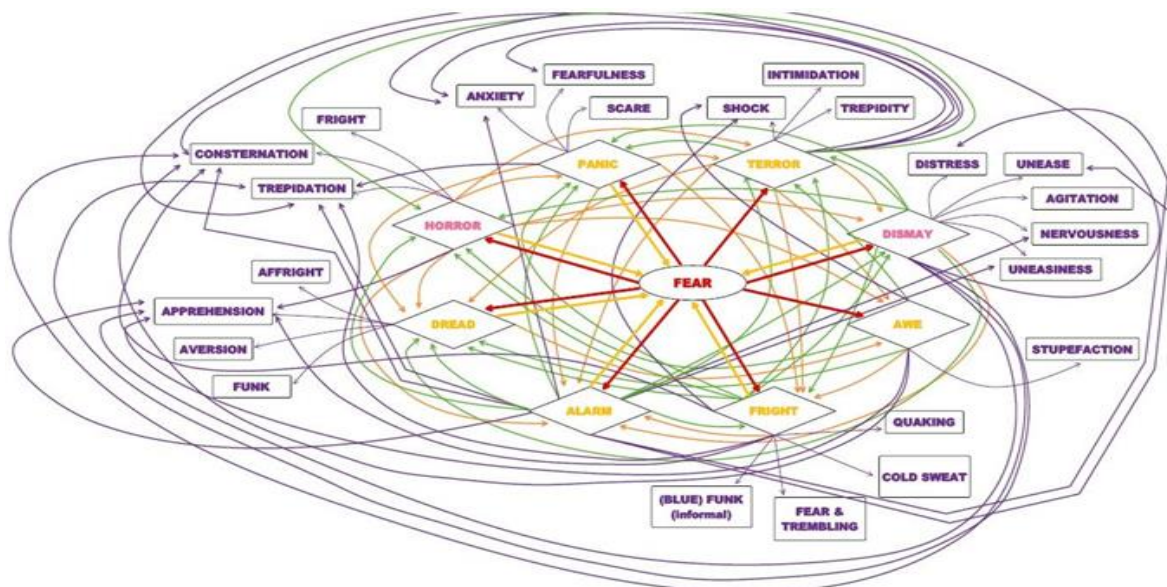 FEARFULNESS
INTIMIDATION
ANXIETY
SCARE
SHOCK
TREPIDITY
FRIGHT
CONSTERNATION
PANIC
TERROR
DISTRESS
UNEASE
TREPIDATION
AGITATION
HORROR
DISMAY
NERVOUSNESS
AFFRIGHT
FEAR
UNEASINESS
APPREHENSION
DREAD
AWE
AVERSION
STUPEFACTION
FUNK
ALARM
FRIGHT
QUAKING
COLD SWEAT
(BLUE) FUNK
(informal)
FEAR &
TREMBLING